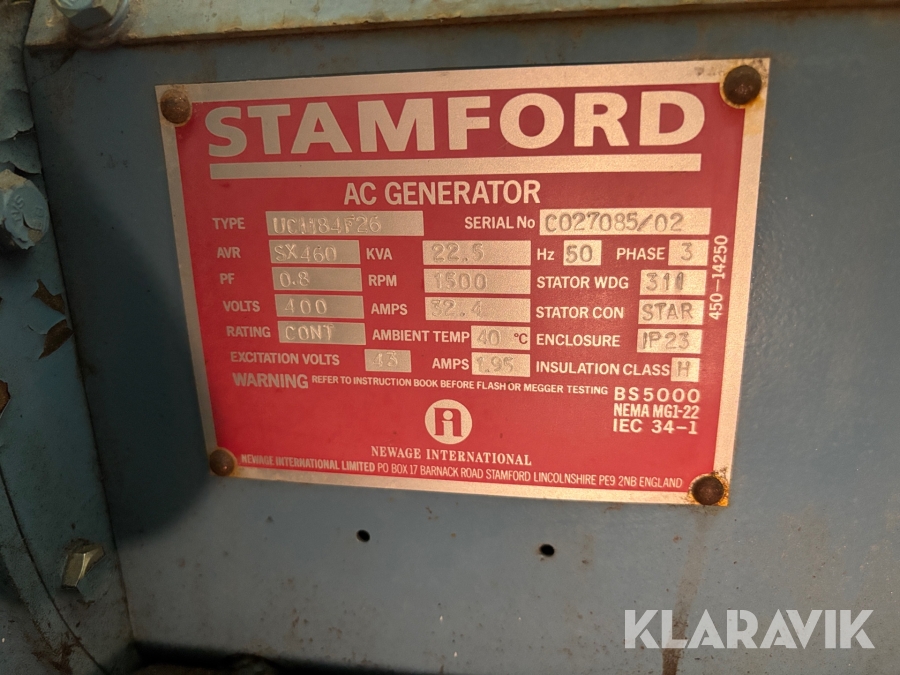 STAMFORD
AC GENERATOR
TYPE UCM184F26 SERIAL No C027085/02
AVR SX460 KVA 22.5 Hz 50 PHASE 3
PF 0.8 RPM 1500 STATOR WDG 311
VOLTS 400 AMPS 32.4 STATOR CON STAR
RATING CONT AMBIENT TEMP 40 °C ENCLOSURE IP23
EXCITATION VOLTS 43 AMPS 1.95 INSULATION CLASS H
WARNING REFER TO INSTRUCTION BOOK BEFORE FLASH OR MEGGER TESTING BS5000
NEMA MG1-22
IEC 34-1
450-14250
n
NEWAGE INTERNATIONAL
NEWAGE INTERNATIONAL LIMITED PO BOX 17 BARNACK ROAD STAMFORD LINCOLNSHIRE PE9 2NB ENGLAND
KLARAVIK